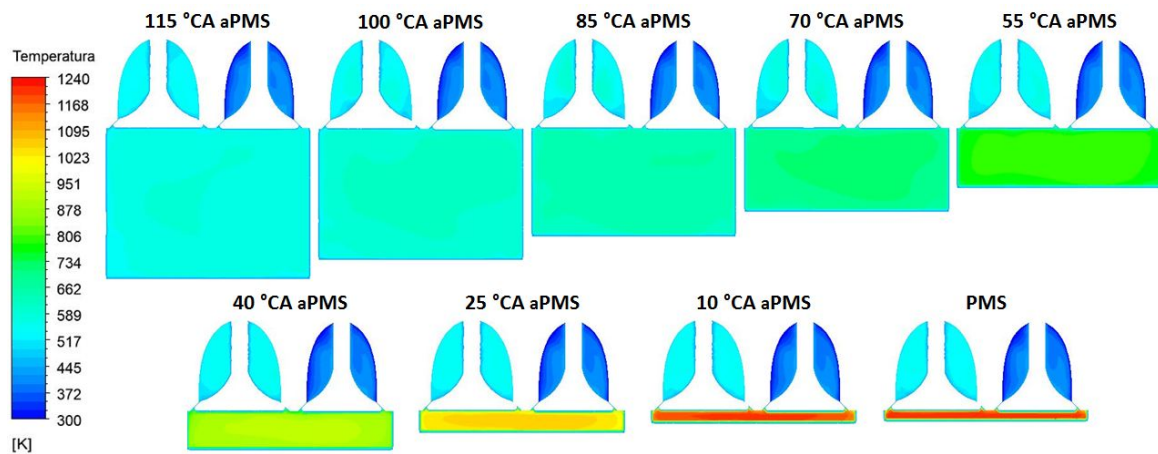 115 °CA aPMS
100 °CA aPMS
85 °CA aPMS
70 °CA aPMS
55 °CA aPMS
Temperatura
1240
1168
1095
1023
951
878
806
734
662
589
517
445
372
300
[K]
40 °CA aPMS
25 °CA aPMS
10 °CA aPMS
PMS